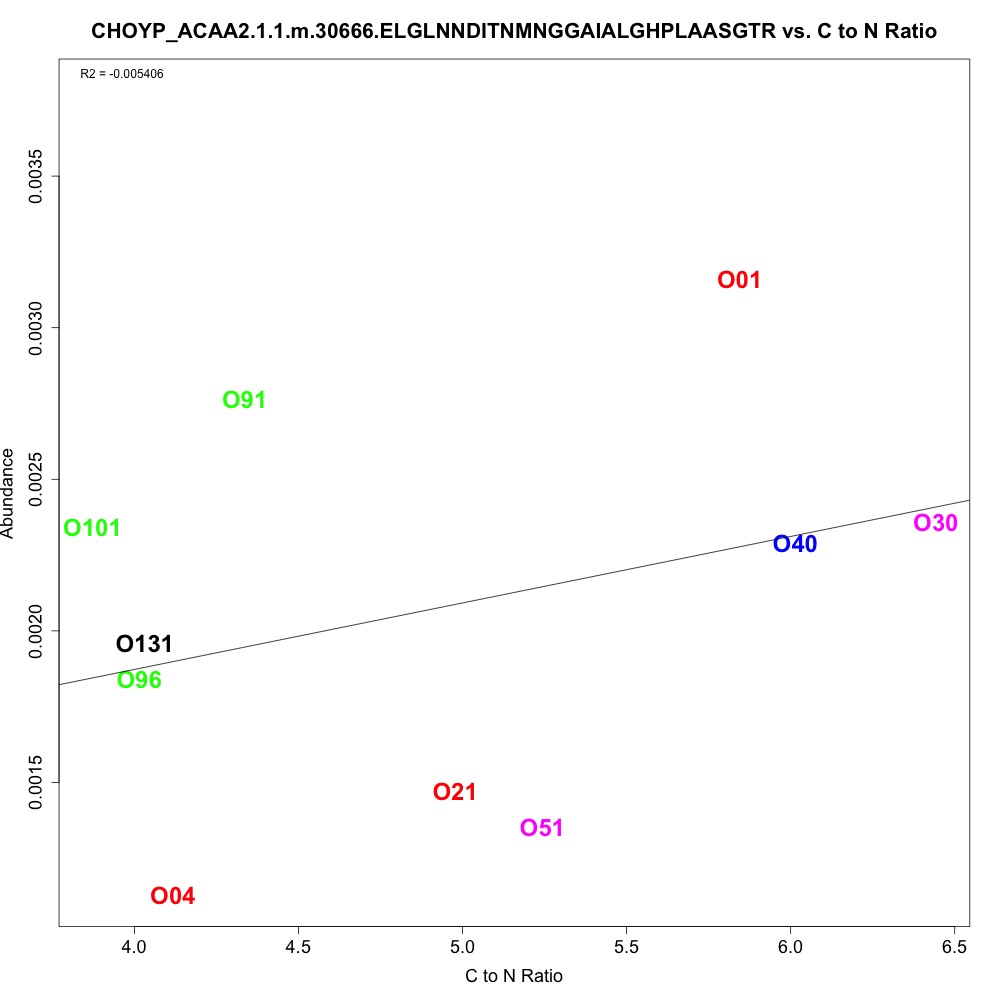 CHOYP_ACAA2.1.1.m.30666.ELGLNNDITNMNGGAIALGHPLAASGTR vs. C to N Ratio
R2 = -0.005406
0.0035
O01
0.0030
O91
Abundance
0.0025
O101
O30
O40
0.0020
O131
O96
0.0015
O21
O51
O04
4.0 4.5 5.0 5.5 6.0 6.5
C to N Ratio